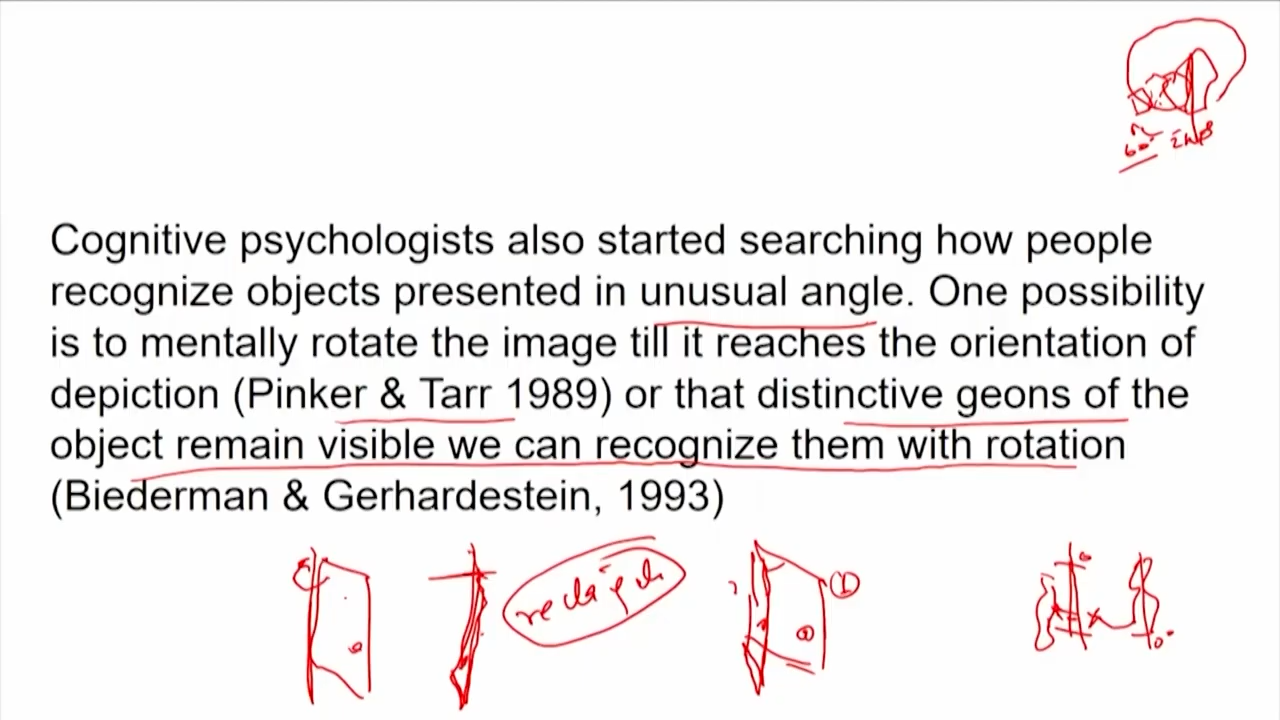 Cognitive psychologists also started searching how people
recognize objects presented in unusual angle. One possibility
is to mentally rotate the image till it reaches the orientation of
depiction (Pinker & Tarr 1989) or that distinctive geons of the
object remain visible we can recognize them with rotation
(Biederman & Gerhardestein, 1993)